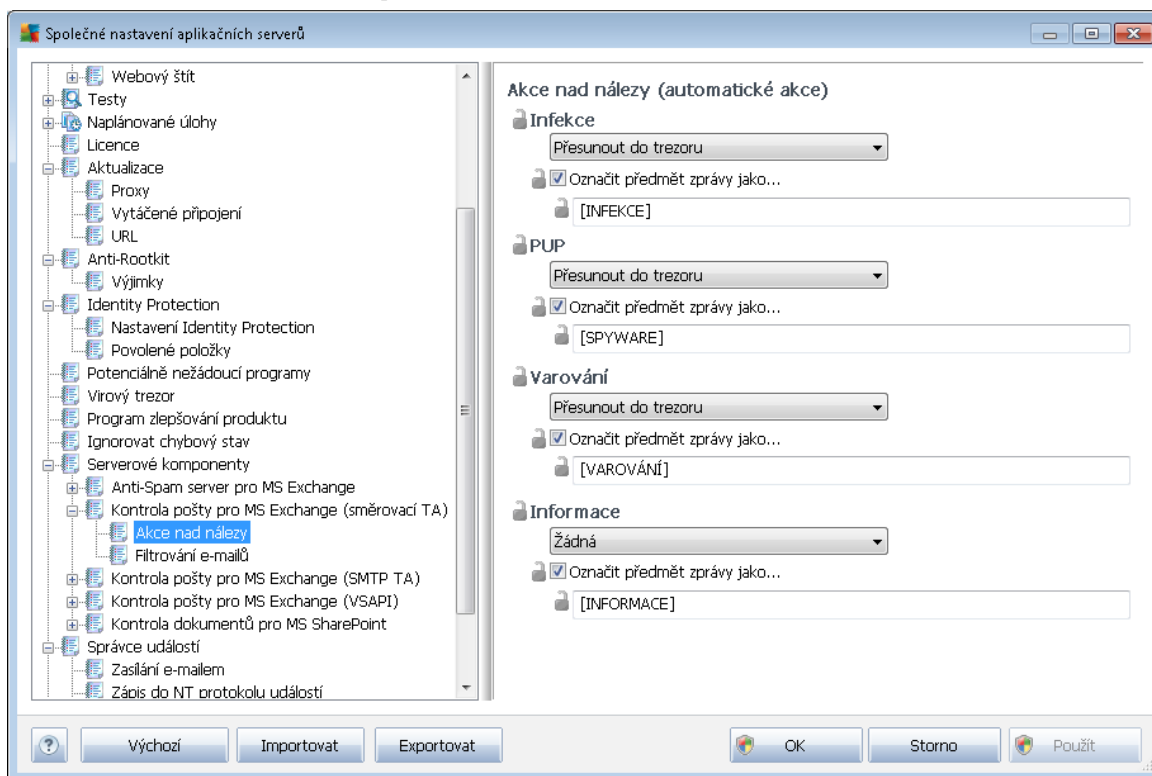 Společné nastavení aplikačních serverů
Webový štít
Testy
Naplánované úlohy
Licence
Aktualizace
Proxy
Vytáčené připojení
URL
Anti-Rootkit
Výjimky
Identity Protection
Nastavení Identity Protection
Povolené položky
Potenciálně nežádoucí programy
Virový trezor
Program zlepšování produktu
Ignorovat chybový stav
Serverové komponenty
Anti-Spam server pro MS Exchange
Kontrola pošty pro MS Exchange (směrovací TA)
Akce nad nálezy
Filtrování e-mailů
Kontrola pošty pro MS Exchange (SMTP TA)
Kontrola pošty pro MS Exchange (VSAPI)
Kontrola dokumentů pro MS SharePoint
Správce událostí
Zasílání e-mailem
Zápis do NT protokolu událostí
Akce nad nálezy (automatické akce)
Infekce
Přesunout do trezoru
Označit předmět zprávy jako...
[INFEKCE]
PUP
Přesunout do trezoru
Označit předmět zprávy jako...
[SPYWARE]
Varování
Přesunout do trezoru
Označit předmět zprávy jako...
[VAROVÁNÍ]
Informace
Žádná
Označit předmět zprávy jako...
[INFORMACE]
? Výchozí Importovat Exportovat OK Storno Použít